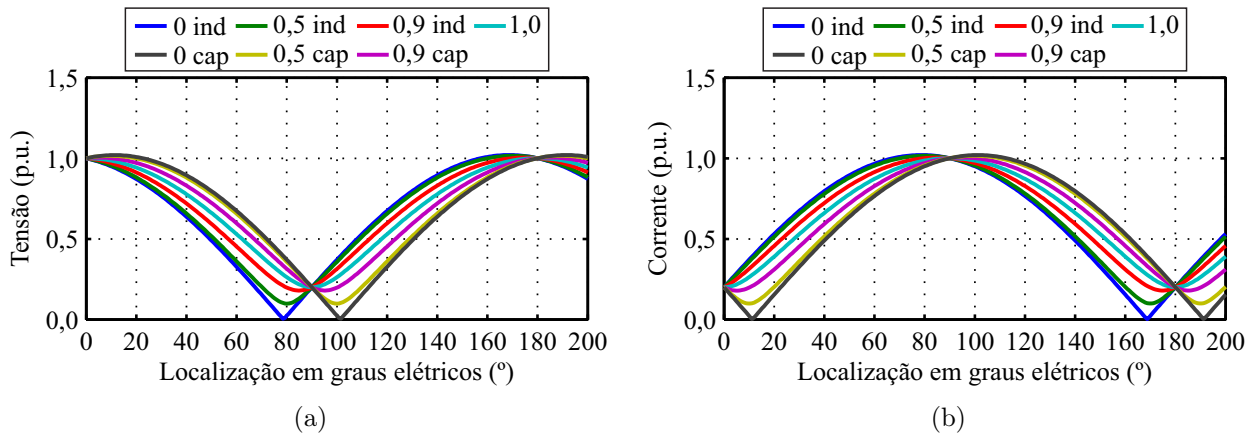 0 ind 0,5 ind 0,9 ind 1,0
0 cap 0,5 cap 0,9 cap
Tensão (p.u.)
1,5
1,0
0,5
0,0
0 20 40 60 80 100 120 140 160 180 200
Localização em graus elétricos (º)
(a)
0 ind 0,5 ind 0,9 ind 1,0
0 cap 0,5 cap 0,9 cap
Corrente (p.u.)
1,5
1,0
0,5
0,0
0 20 40 60 80 100 120 140 160 180 200
Localização em graus elétricos (º)
(b)